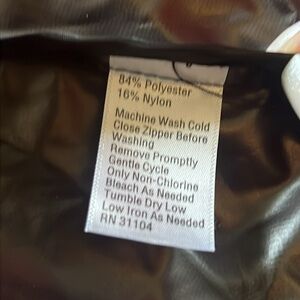 84% Polyester
16% Nylon
Machine Wash Cold
Close Zipper Before
Washing
Remove Promptly
Gentle Cycle
Only Non-Chlorine
Bleach As Needed
Tumble Dry Low
Low Iron As Needed
RN 31104